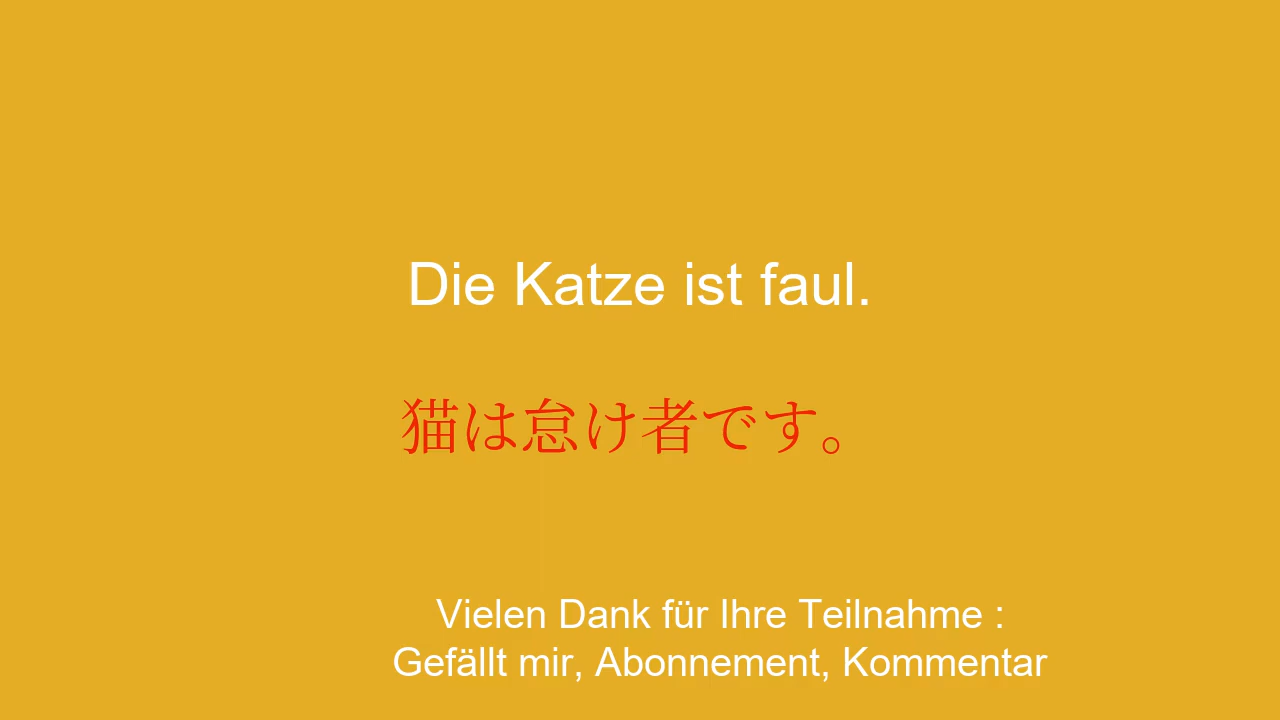 Die Katze ist faul.
猫は怠け者です。
Vielen Dank für Ihre Teilnahme :
Gefällt mir, Abonnement, Kommentar